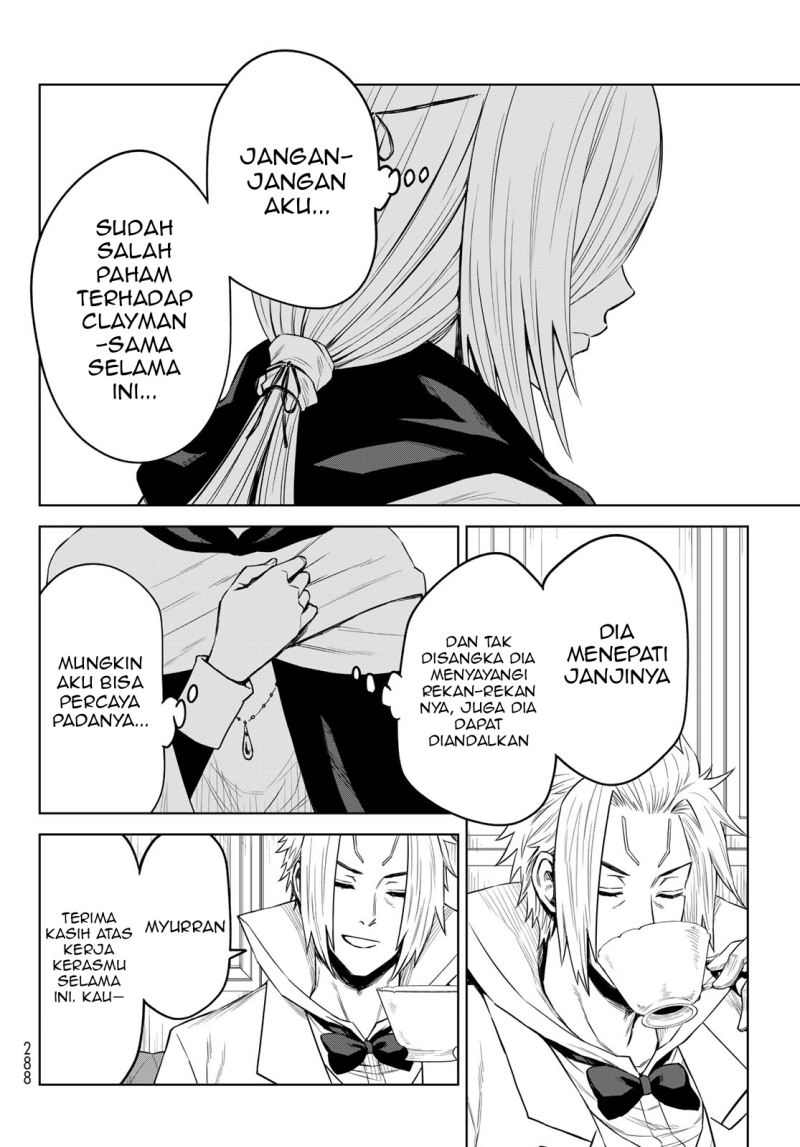 JANGAN-
JANGAN
AKU...
SUDAH
SALAH
PAHAM
TERHADAP
CLAYMAN
-SAMA
SELAMA
INI...
DIA
MENEPATI
JANJINYA
DAN TAK
DISANGKA DIA
MENYAYANGI
REKAN-REKAN
NYA, JUGA DIA
DAPAT
DIANDALKAN
MUNGKIN
AKU BISA
PERCAYA
PADANYA...
MYURRAN
TERIMA
KASIH ATAS
KERJA
KERASMU
SELAMA
INI. KAU—
288